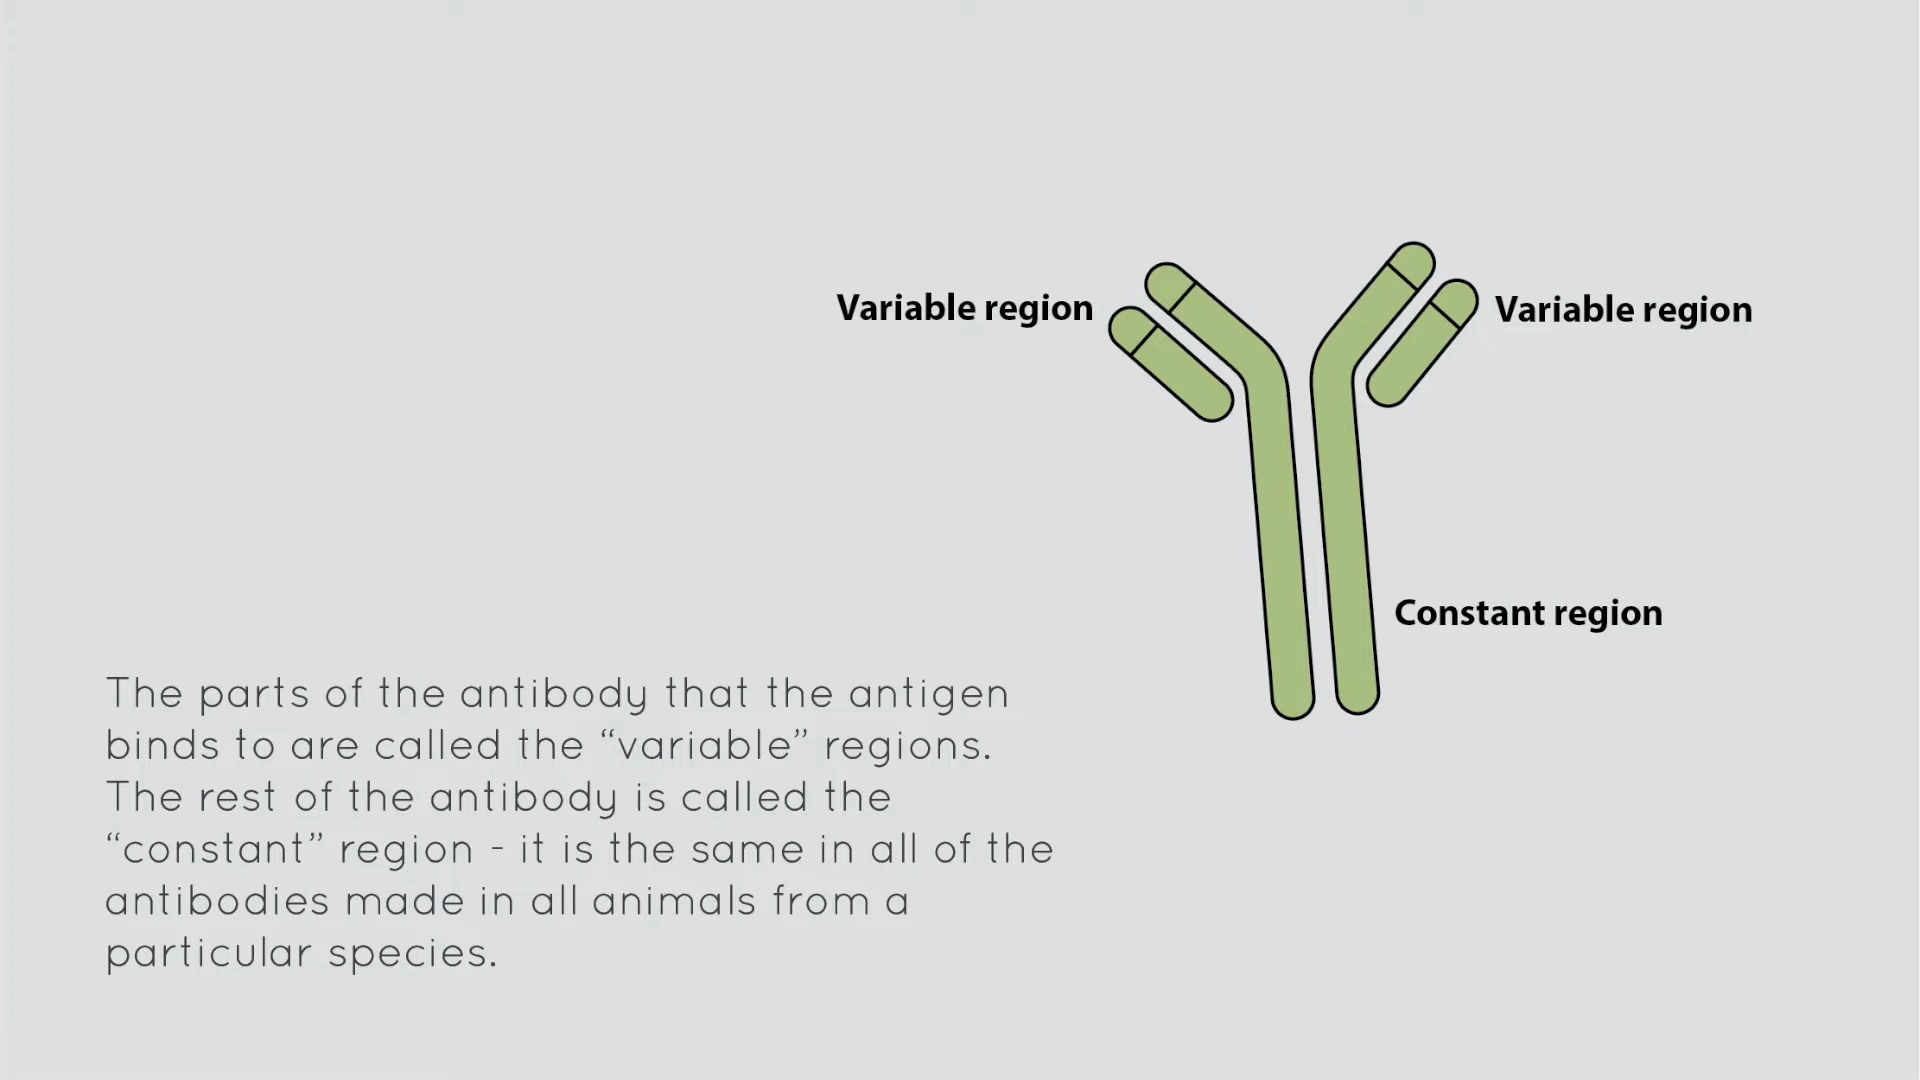 Variable region
Variable region
Constant region
The parts of the antibody that the antigen
binds to are called the “variable” regions.
The rest of the antibody is called the
“constant” region - it is the same in all of the
antibodies made in all animals from a
particular species.